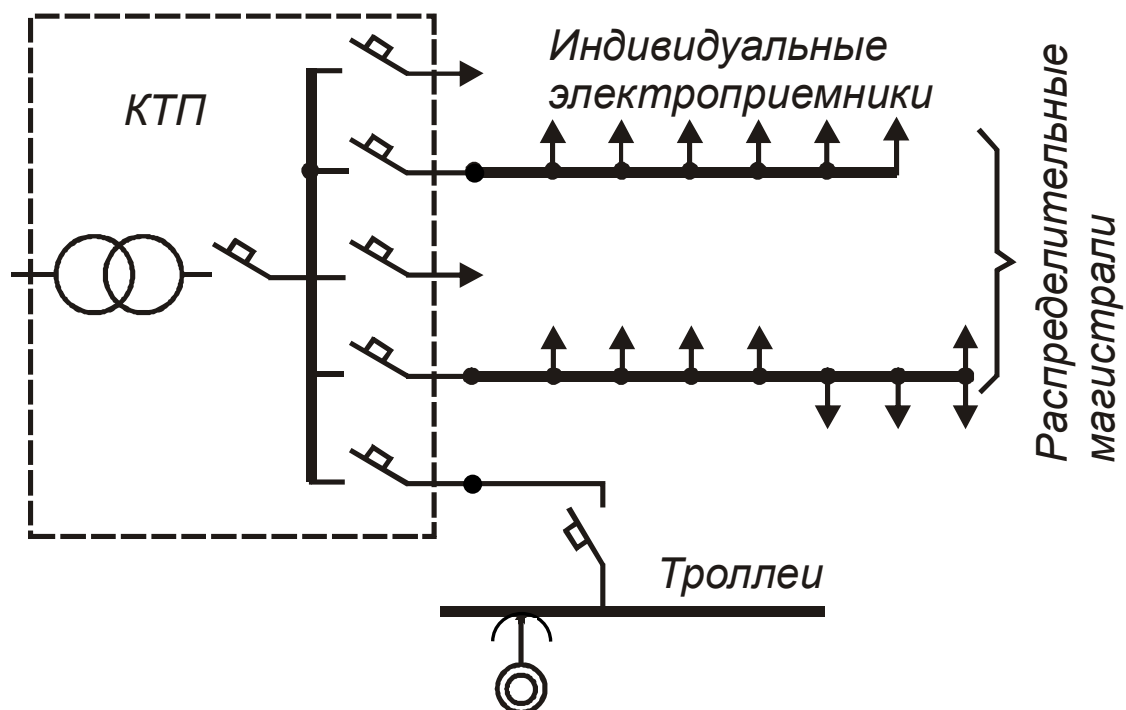 КТП
Индивидуальные
электроприемники
Распределительные
магистрали
Троллеи